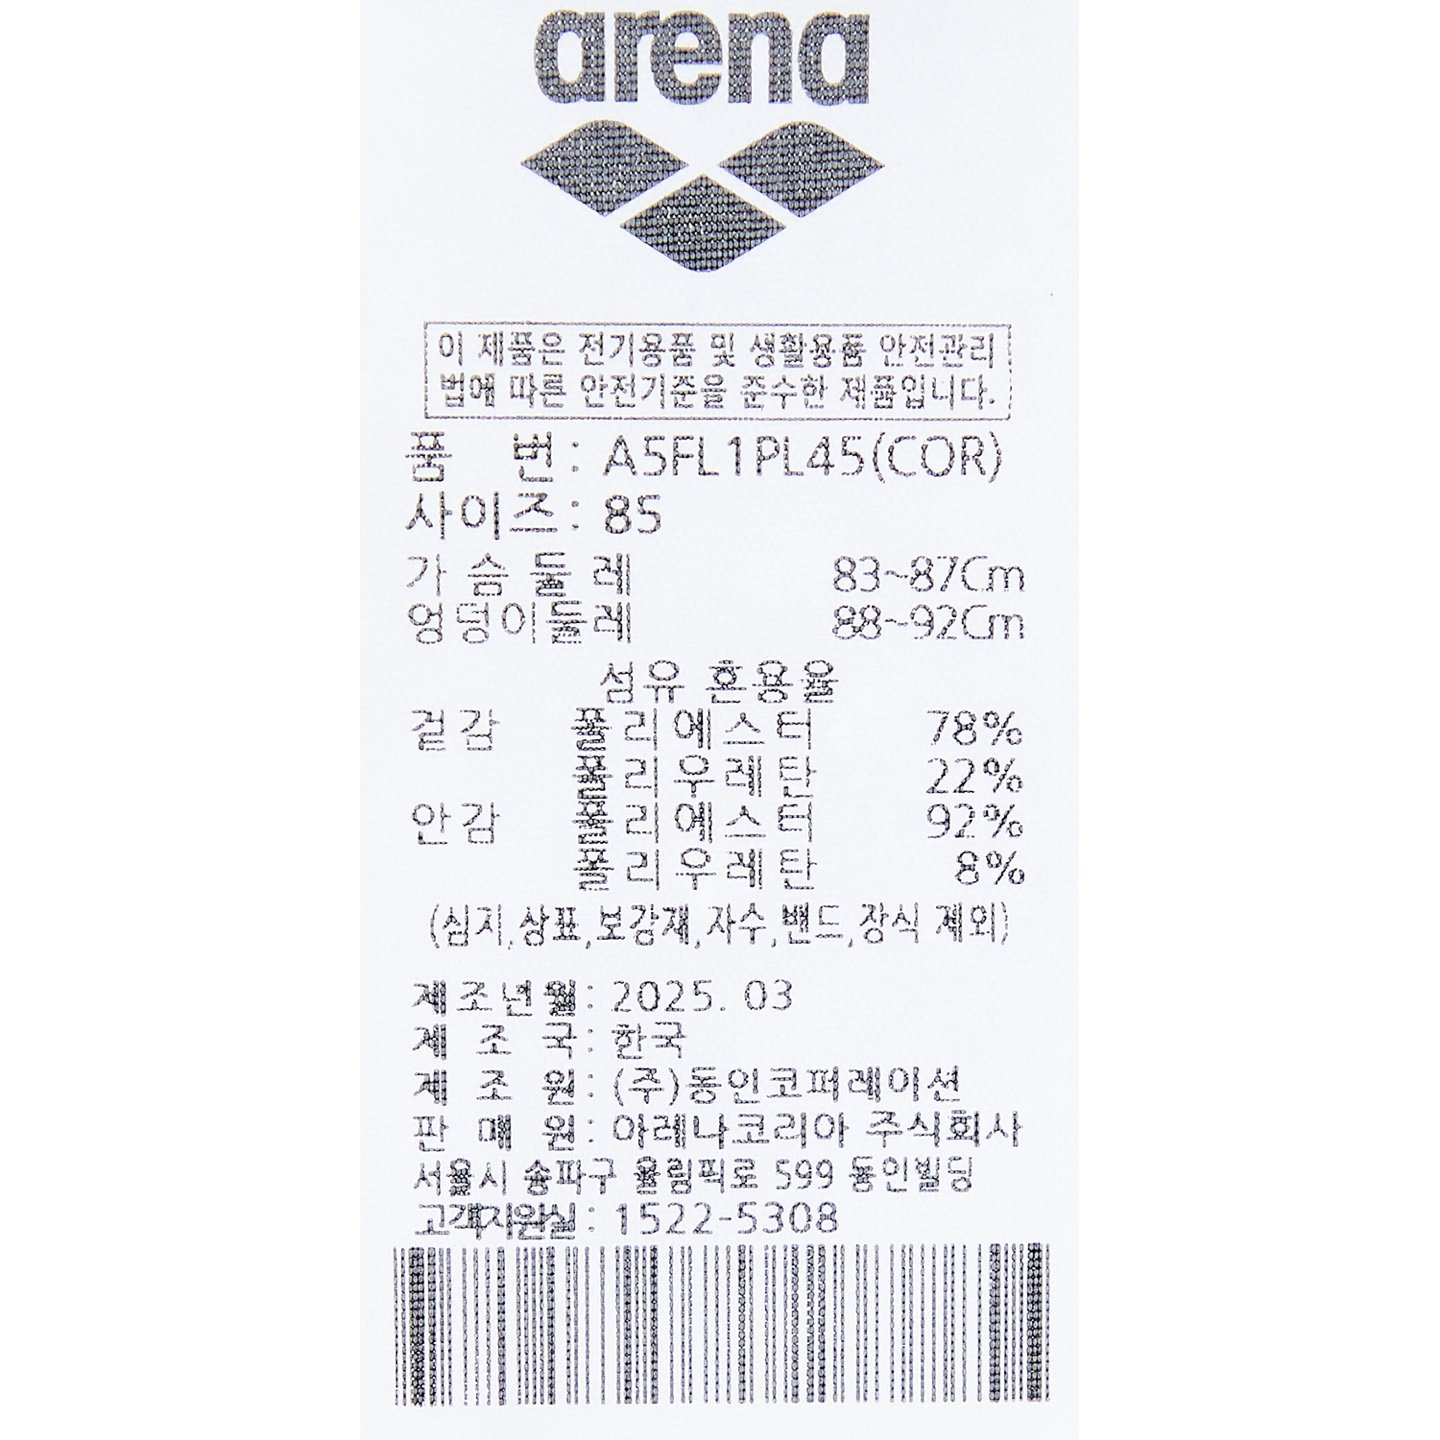 arena
이 제품은 전기용품 및 생활용품 안전관리
법에 따른 안전기준을 준수한 제품입니다.
품 번 : A5FL1PL45(COR)
사이즈 : 85
가슴둘레 83~87Cm
엉덩이둘레 88~92Cm
섬유 혼용율
겉감 폴리에스터 78%
폴리우레탄 22%
안감 폴리에스터 92%
폴리우레탄 8%
(심지,상표,보강재,자수,밴드,장식 제외)
제조년월 : 2025. 03
제 조 국 : 한국
제 조 원 : (주)동인코퍼레이션
판 매 원 : 아레나코리아 주식회사
서울시 송파구 올림픽로 599 동인빌딩
고객지원실 : 1522-5308